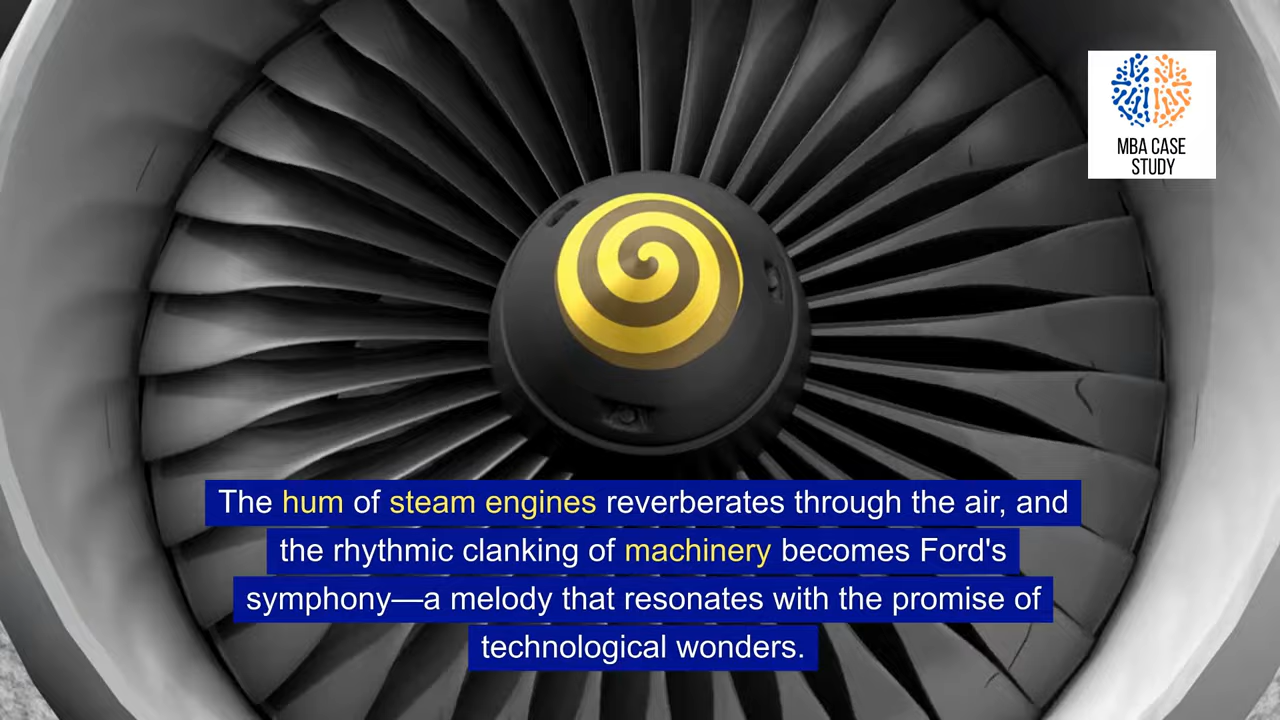 MBA CASE
STUDY
The hum of steam engines reverberates through the air, and
the rhythmic clanking of machinery becomes Ford's
symphony—a melody that resonates with the promise of
technological wonders.